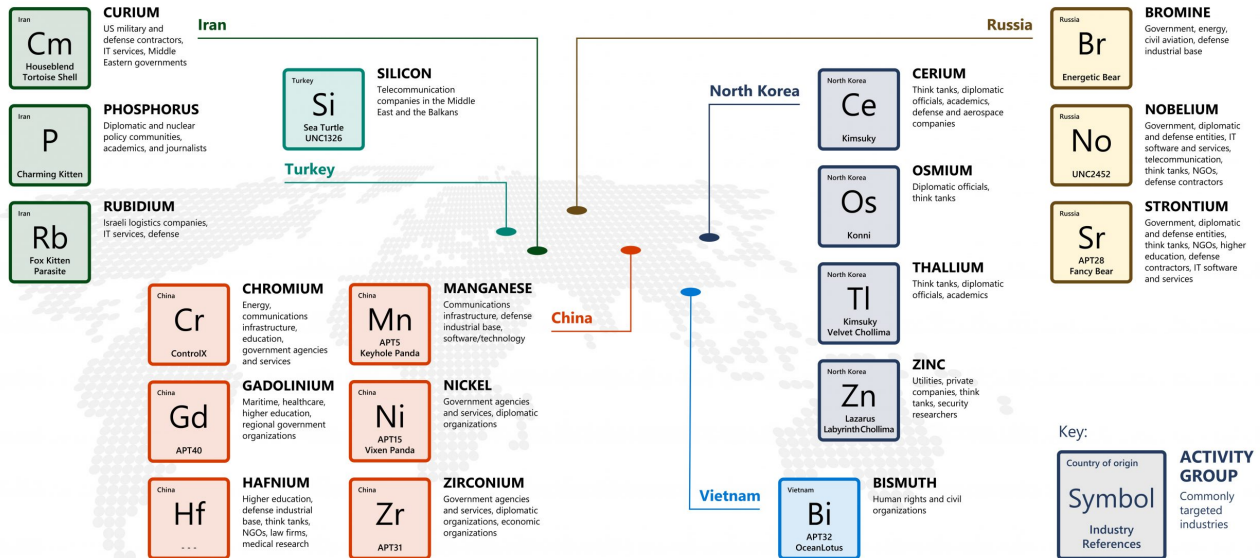 Iran
Cm
Houseblend
Tortoise Shell
CURIUM
US military and
defense contractors,
IT services, Middle
Eastern governments
Iran
P
Charming Kitten
PHOSPHORUS
Diplomatic and nuclear
policy communities,
academics, and journalists
Iran
Rb
Fox Kitten
Parasite
RUBIDIUM
Israeli logistics companies,
IT services, defense
Iran
Turkey
Si
Sea Turtle
UNC1326
SILICON
Telecommunication
companies in the Middle
East and the Balkans
Turkey
China
Cr
ControlX
CHROMIUM
Energy,
communications
infrastructure,
education,
government agencies
and services
China
Mn
APT5
Keyhole Panda
MANGANESE
Communications
infrastructure, defense
industrial base,
software/technology
China
China
Gd
APT40
GADOLINIUM
Maritime, healthcare,
higher education,
regional government
organizations
China
Ni
APT15
Vixen Panda
NICKEL
Government agencies
and services, diplomatic
organizations
China
Hf
- - -
HAFNIUM
Higher education,
defense industrial
base, think tanks,
NGOs, law firms,
medical research
China
Zr
APT31
ZIRCONIUM
Government agencies
and services, diplomatic
organizations, economic
organizations
North Korea
North Korea
Ce
Kimsuky
CERIUM
Think tanks, diplomatic
officials, academics,
defense and aerospace
companies
North Korea
Os
Konni
OSMIUM
Diplomatic officials,
think tanks
North Korea
Tl
Kimsuky
Velvet Chollima
THALLIUM
Think tanks, diplomatic
officials, academics
North Korea
Zn
Lazarus
Labyrinth Chollima
ZINC
Utilities, private
companies, think
tanks, security
researchers
Vietnam
Vietnam
Bi
APT32
OceanLotus
BISMUTH
Human rights and civil
organizations
Russia
Russia
Br
Energetic Bear
BROMINE
Government, energy,
civil aviation, defense
industrial base
Russia
No
UNC2452
NOBELIUM
Government, diplomatic
and defense entities, IT
software and services,
telecommunication,
think tanks, NGOs,
defense contractors
Russia
Sr
APT28
Fancy Bear
STRONTIUM
Government, diplomatic
and defense entities,
think tanks, NGOs, higher
education, defense
contractors, IT software
and services
Key:
Country of origin
Symbol
Industry
References
ACTIVITY
GROUP
Commonly
targeted
industries